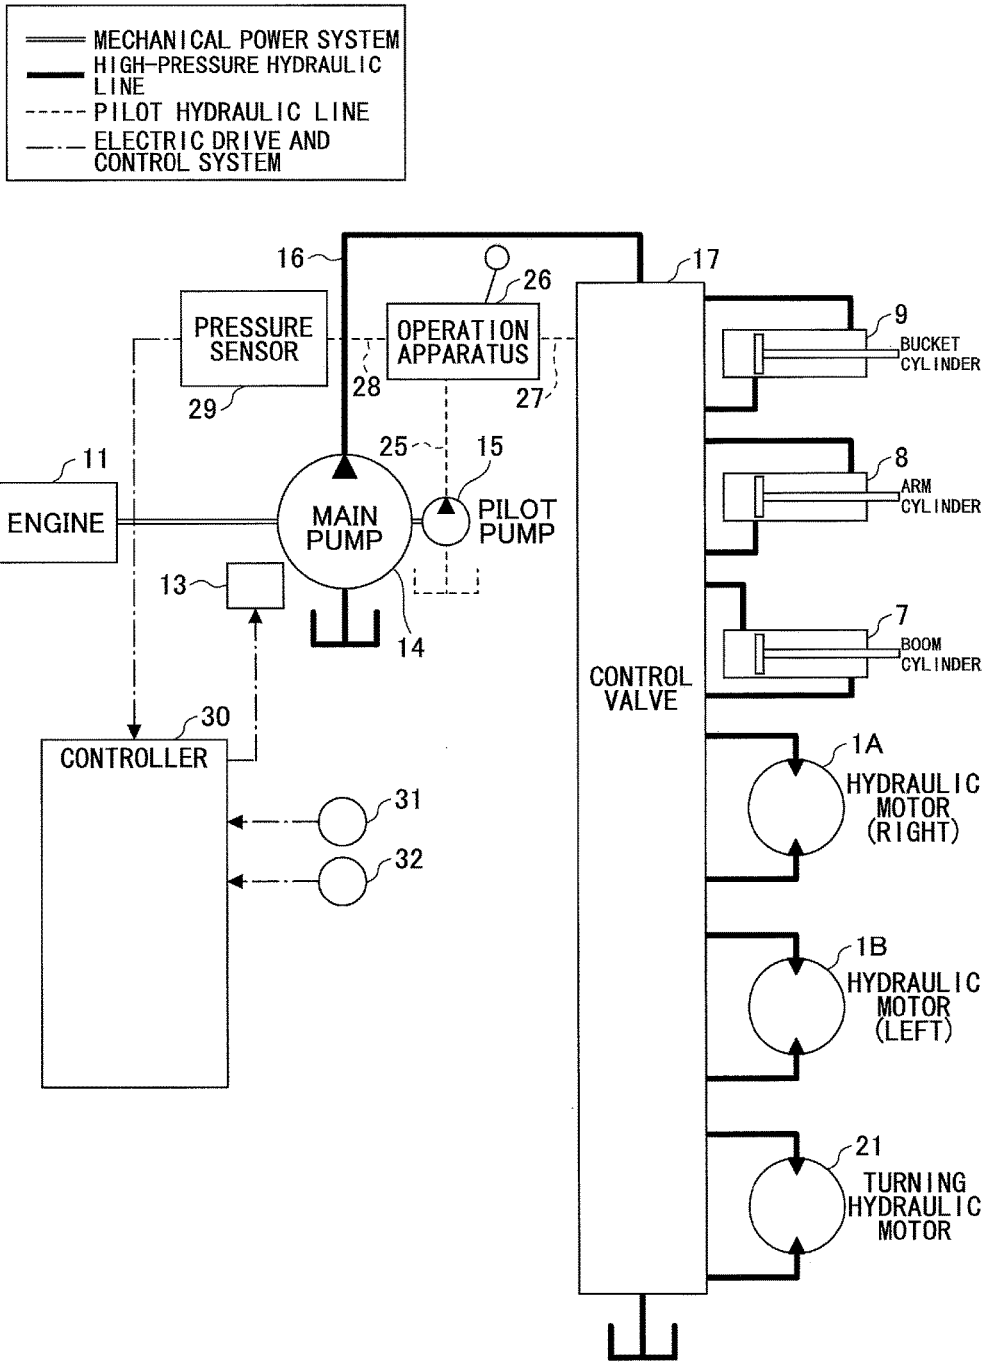 MECHANICAL POWER SYSTEM
HIGH-PRESSURE HYDRAULIC
LINE
PILOT HYDRAULIC LINE
ELECTRIC DRIVE AND
CONTROL SYSTEM
16
26
17
PRESSURE
SENSOR
29
28
OPERATION
APPARATUS
27
9
BUCKET
CYLINDER
25
15
PILOT
PUMP
11
ENGINE
MAIN
PUMP
14
13
8
ARM
CYLINDER
7
BOOM
CYLINDER
CONTROL
VALVE
30
CONTROLLER
31
32
1A
HYDRAULIC
MOTOR
(RIGHT)
1B
HYDRAULIC
MOTOR
(LEFT)
21
TURNING
HYDRAULIC
MOTOR